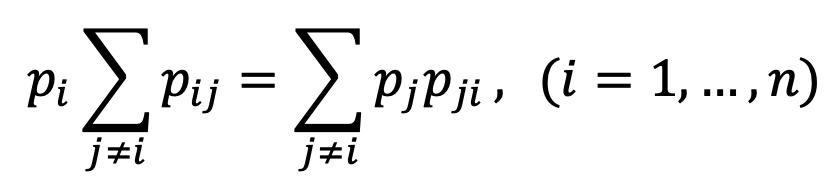 p_i ∑_{j≠i} p_{ij} = ∑_{j≠i} p_j p_{ji} , (i = 1, … , n)